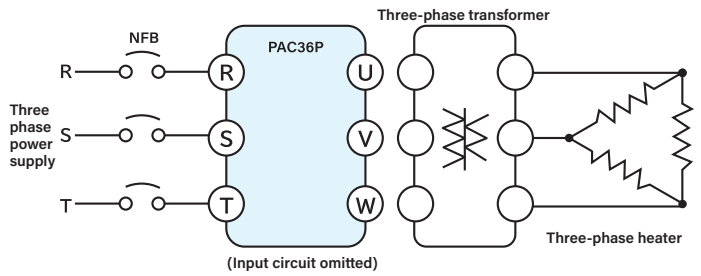 Three-phase transformer
NFB
PAC36P
R
R
U
Three
phase
power
supply
S
S
V
T
T
W
Three-phase heater
(Input circuit omitted)